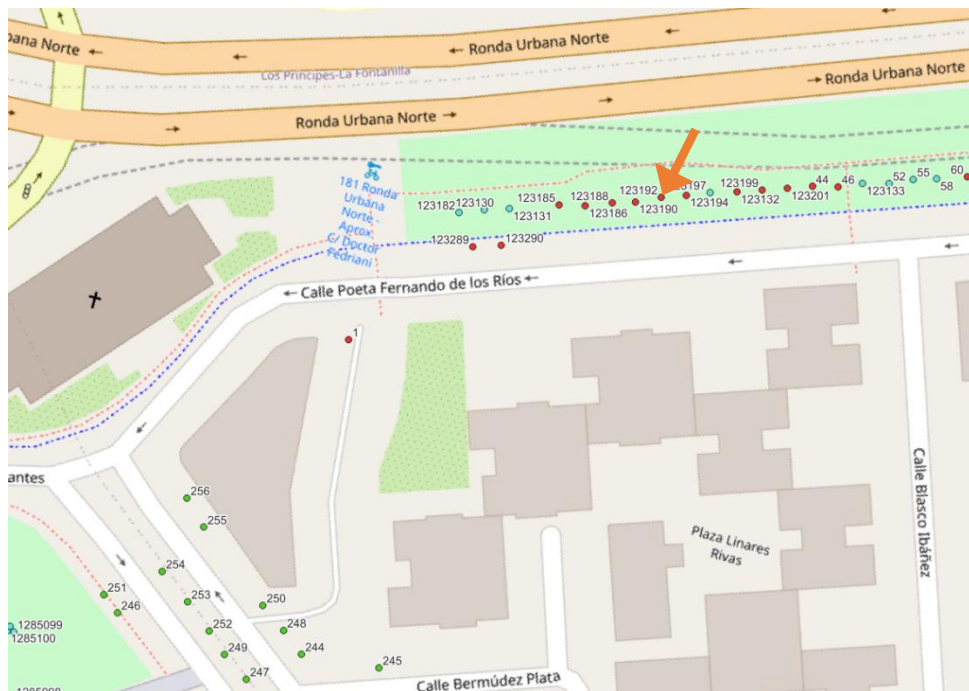 bana Norte
Ronda Urbana Norte
Los Príncipes-La Fontanilla
Ronda Urbana Norte
Ronda Urbana Norte
181 Ronda
Urbana
Norte -
Aprox.
C/ Doctor
Fedriani
123182
123130
123131
123185
123188
123186
123192
123190
123197
123194
123199
123132
123201
44
46
123133
52
55
58
60
123289
123290
Calle Poeta Fernando de los Ríos
1
antes
256
255
254
253
252
251
250
249
248
247
246
245
244
1285099
1285100
1285098
Plaza Linares
Rivas
Calle Blasco Ibáñez
Calle Bermúdez Plata